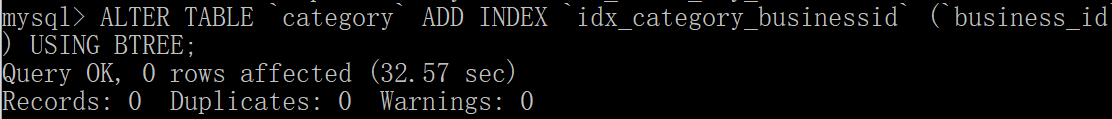 mysql> ALTER TABLE `category` ADD INDEX `idx_category_businessid` (`business_id`
) USING BTREE;
Query OK, 0 rows affected (32.57 sec)
Records: 0  Duplicates: 0  Warnings: 0